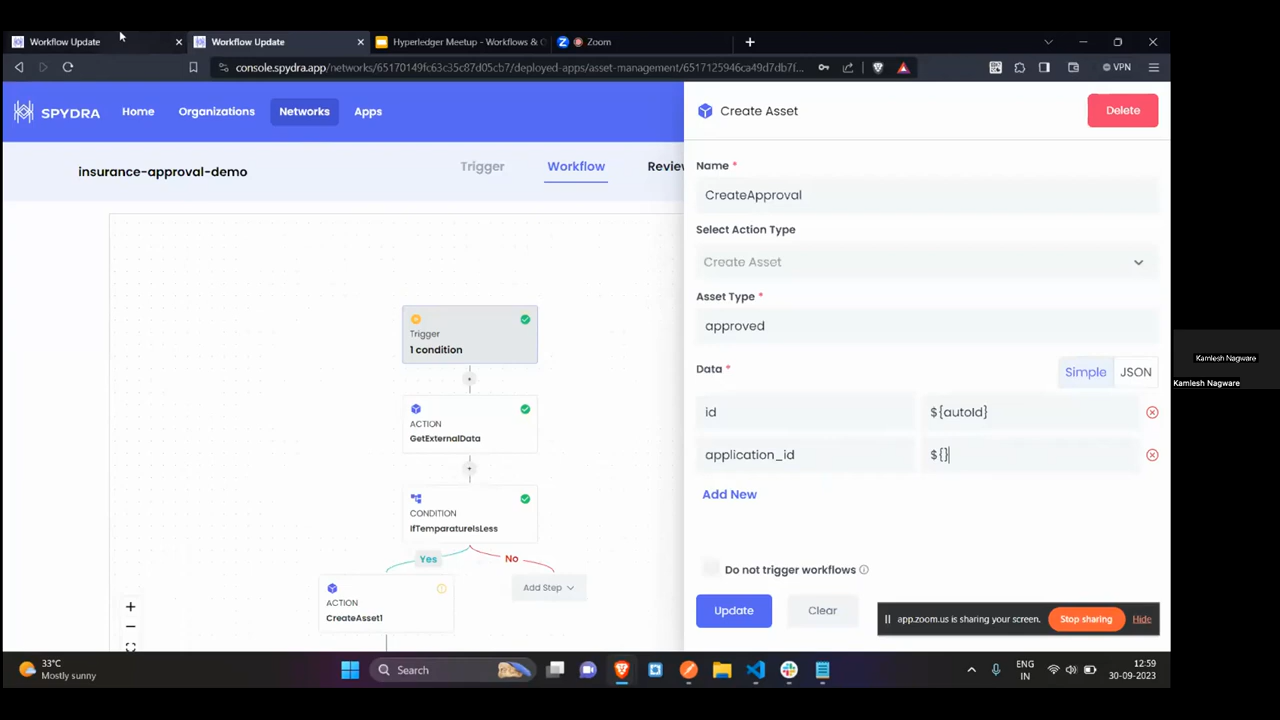 Workflow Update
Workflow Update
Hyperledger Meetup - Workflows & C
Zoom
console.spydra.app/networks/65170149fc63c35c87d05cb7/deployed-apps/asset-management/6517125946ca49d7db7f...
VPN
SPYDRA
Home
Organizations
Networks
Apps
insurance-approval-demo
Trigger
Workflow
Review
Trigger
1 condition
ACTION
GetExternalData
CONDITION
IfTemparatureIsLess
Yes
No
Add Step
ACTION
CreateAsset1
Create Asset
Delete
Name *
CreateApproval
Select Action Type
Create Asset
Asset Type *
approved
Data *
Simple
JSON
id
${autoId}
application_id
${}
Add New
Do not trigger workflows
Update
Clear
app.zoom.us is sharing your screen.
Stop sharing
Hide
Kamlesh Nagware
Kamlesh Nagware
33°C
Mostly sunny
Search
ENG
IN
12:59
30-09-2023